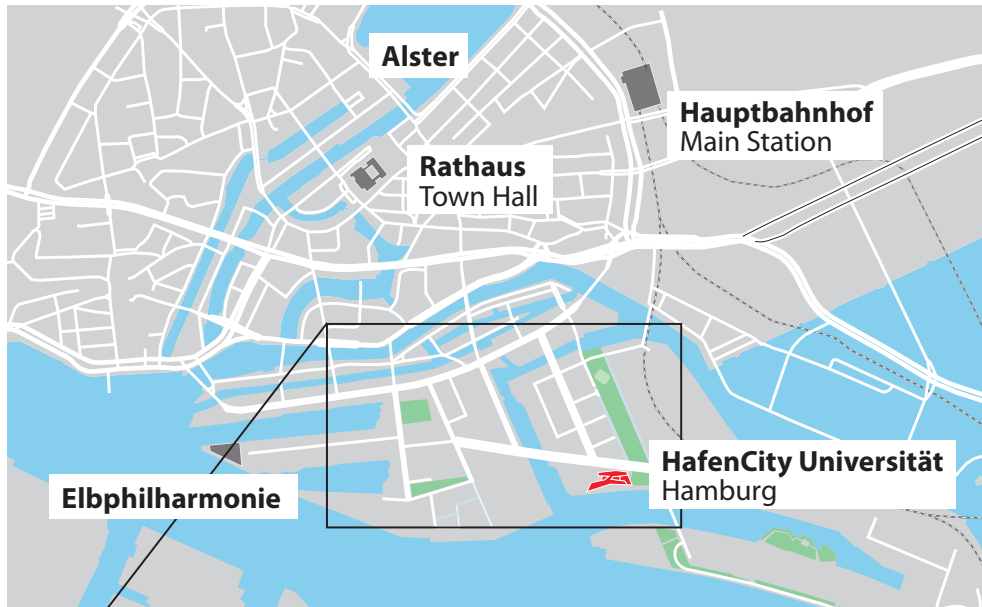 Alster
Hauptbahnhof
Main Station
Rathaus
Town Hall
HafenCity Universität
Hamburg
Elbphilharmonie